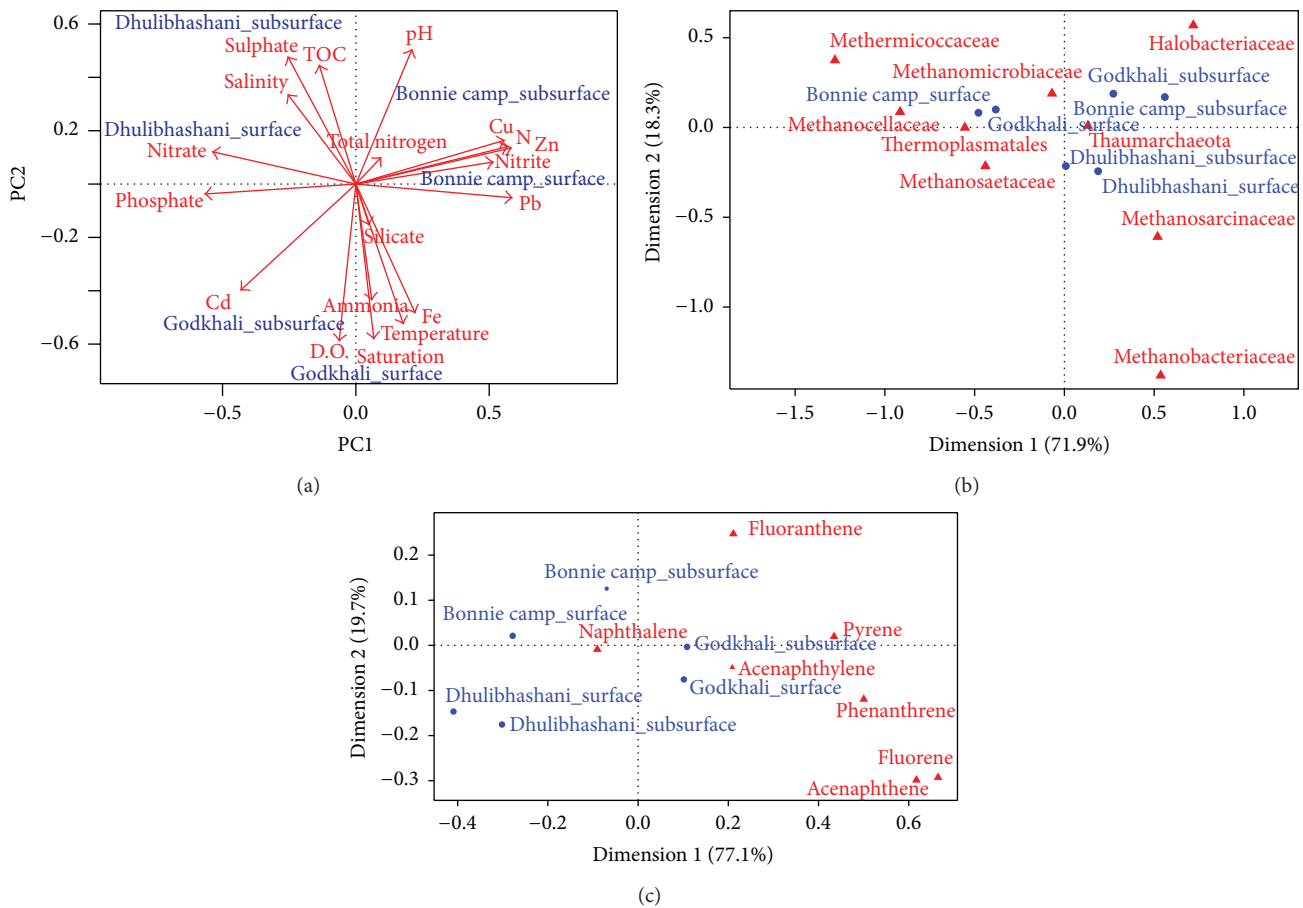 0.6
0.2
−0.2
−0.6
PC2
Dhulibhashani_subsurface
Sulphate
TOC
pH
Salinity
Bonnie camp_subsurface
Dhulibhashani_surface
Total nitrogen
Cu
N
Zn
Nitrate
Nitrite
Bonnie camp_surface
Phosphate
Pb
Silicate
Cd
Ammonia
Fe
Godkhali_subsurface
Temperature
D.O.
Saturation
Godkhali_surface
−0.5
0.0
0.5
PC1
(a)
0.5
0.0
−0.5
−1.0
Dimension 2 (18.3%)
Methermicoccaceae
Halobacteriaceae
Methanomicrobiaceae
Godkhali_subsurface
Bonnie camp_surface
Bonnie camp_subsurface
Methanocellaceae
Godkhali_surface
Thermoplasmatales
Thaumarchaeota
Dhulibhashani_subsurface
Methanosaetaceae
Dhulibhashani_surface
Methanosarcinaceae
Methanobacteriaceae
−1.5
−1.0
−0.5
0.0
0.5
1.0
Dimension 1 (71.9%)
(b)
0.2
0.1
0.0
−0.1
−0.2
−0.3
Dimension 2 (19.7%)
Fluoranthene
Bonnie camp_subsurface
Bonnie camp_surface
Naphthalene
Pyrene
Godkhali_subsurface
Acenaphthylene
Godkhali_surface
Dhulibhashani_surface
Phenanthrene
Dhulibhashani_subsurface
Fluorene
Acenaphthene
−0.4
−0.2
0.0
0.2
0.4
0.6
Dimension 1 (77.1%)
(c)